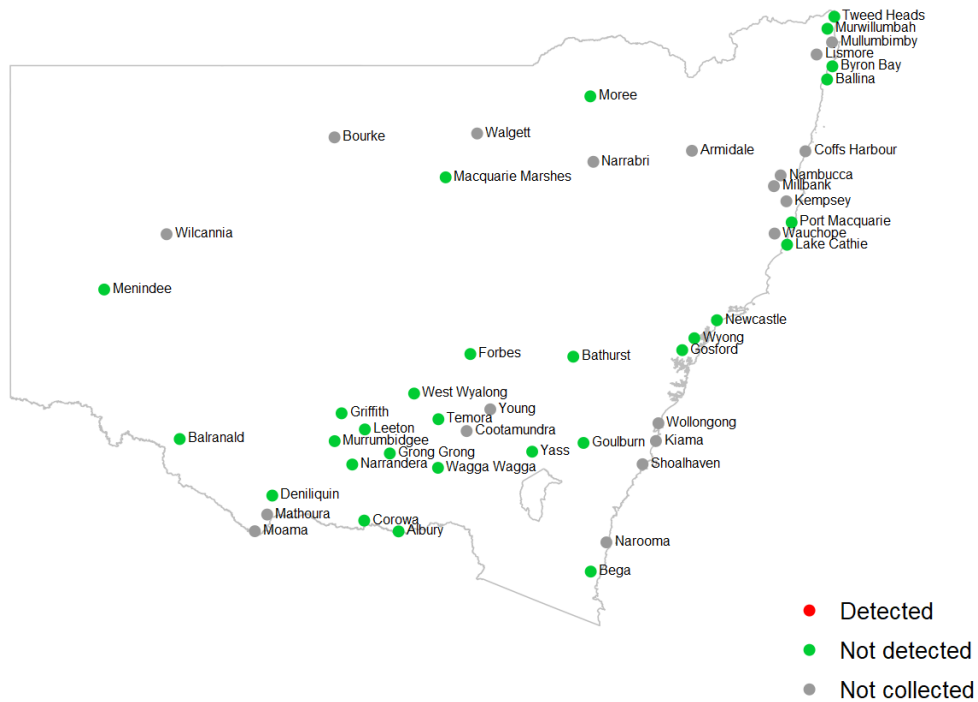 Tweed Heads
Murwillumbah
Mullumbimby
Lismore
Byron Bay
Ballina
Moree
Bourke
Walgett
Narrabri
Armidale
Coffs Harbour
Macquarie Marshes
Nambucca
Millbank
Kempsey
Port Macquarie
Wilcannia
Wauchope
Lake Cathie
Menindee
Newcastle
Wyong
Gosford
Forbes
Bathurst
West Wyalong
Griffith
Young
Temora
Leeton
Cootamundra
Wollongong
Balranald
Murrumbidgee
Goulburn
Kiama
Grong Grong
Yass
Narrandera
Wagga Wagga
Shoalhaven
Deniliquin
Mathoura
Corowa
Moama
Albury
Narooma
Bega
Detected
Not detected
Not collected